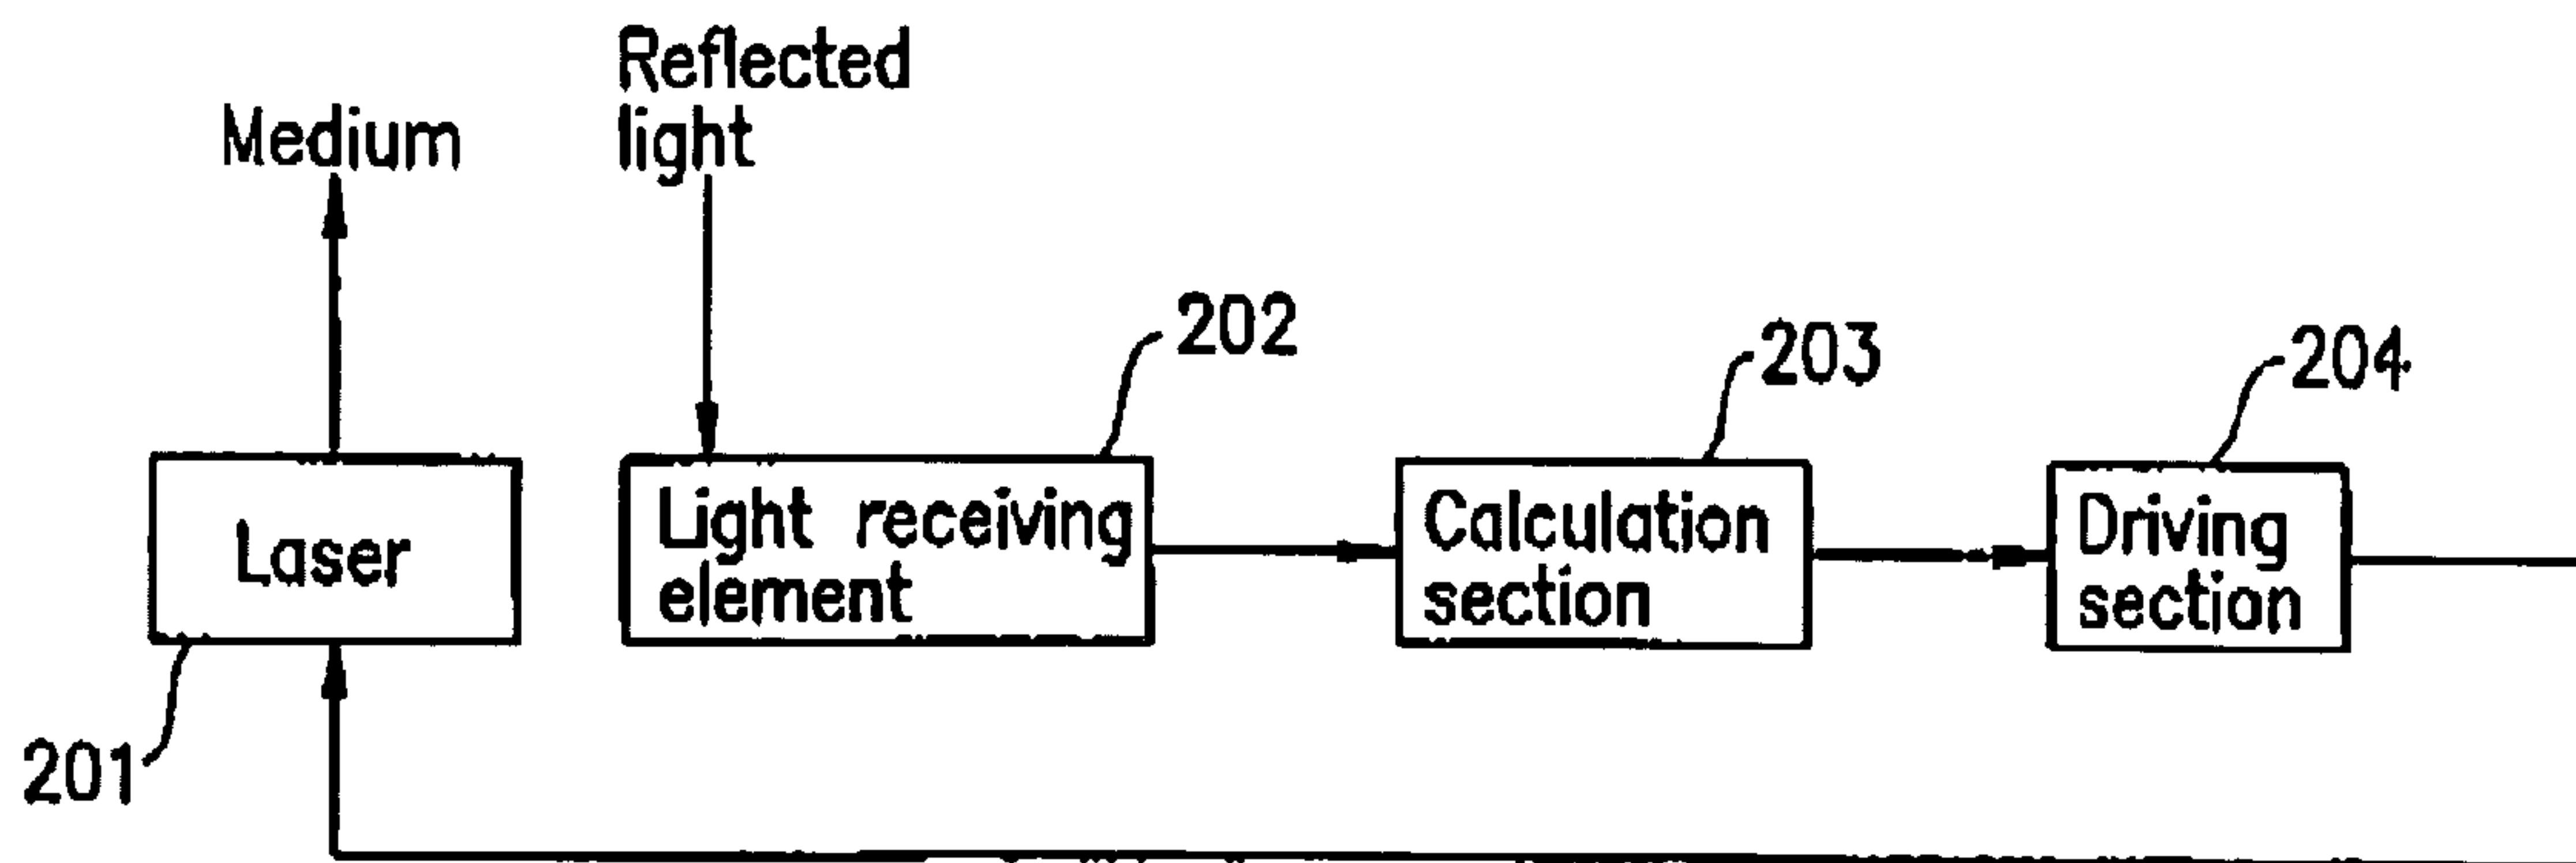 Reflected
light
Medium
202
203
204
Laser
Light receiving
element
Calculation
section
Driving
section
201